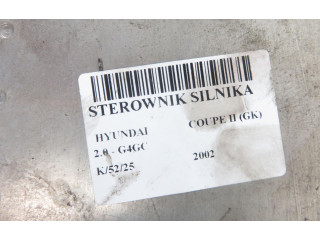 STEROWNIK SILNIKA
HYUNDAI COUPE II (GK)
2.0 - G4GC 2002
K/52/25